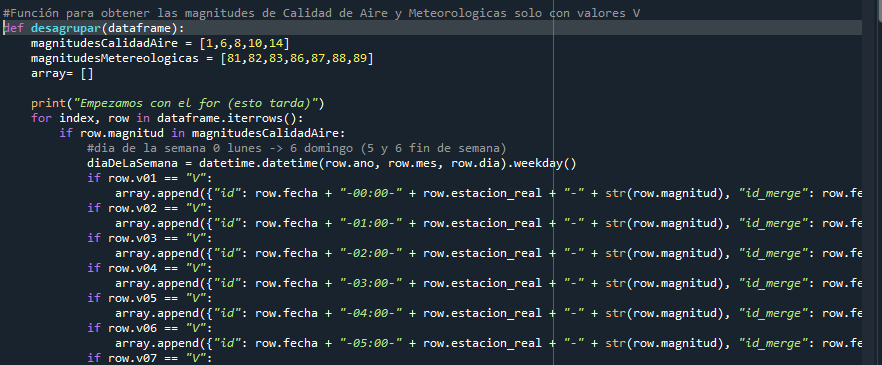 #Función para obtener las magnitudes de Calidad de Aire y Meteorologicas solo con valores V
def desagrupar(dataframe):
    magnitudesCalidadAire = [1,6,8,10,14]
    magnitudesMetereologicas = [81,82,83,86,87,88,89]
    array= []
    print("Empezamos con el for (esto tarda)")
    for index, row in dataframe.iterrows():
        if row.magnitud in magnitudesCalidadAire:
            #dia de la semana 0 lunes -> 6 domingo (5 y 6 fin de semana)
            diaDeLaSemana = datetime.datetime(row.ano, row.mes, row.dia).weekday()
            if row.v01 == "V":
                array.append({"id": row.fecha + "-00:00-" + row.estacion_real + "-" + str(row.magnitud), "id_merge": row.fe
            if row.v02 == "V":
                array.append({"id": row.fecha + "-01:00-" + row.estacion_real + "-" + str(row.magnitud), "id_merge": row.fe
            if row.v03 == "V":
                array.append({"id": row.fecha + "-02:00-" + row.estacion_real + "-" + str(row.magnitud), "id_merge": row.fe
            if row.v04 == "V":
                array.append({"id": row.fecha + "-03:00-" + row.estacion_real + "-" + str(row.magnitud), "id_merge": row.fe
            if row.v05 == "V":
                array.append({"id": row.fecha + "-04:00-" + row.estacion_real + "-" + str(row.magnitud), "id_merge": row.fe
            if row.v06 == "V":
                array.append({"id": row.fecha + "-05:00-" + row.estacion_real + "-" + str(row.magnitud), "id_merge": row.fe
            if row.v07 == "V":